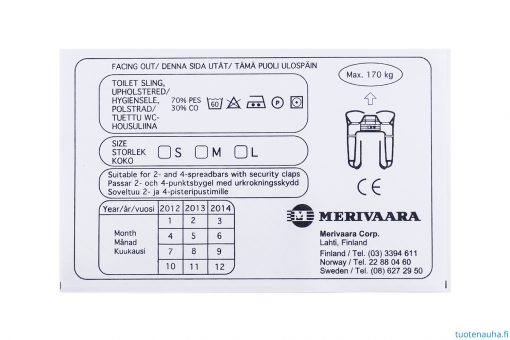 FACING OUT/ DENNA SIDA UTÅT/ TÄMÄ PUOLI ULOSPÄIN
TOILET SLING,
UPHOLSTERED/
HYGIENSELE,
POLSTRAD/
TUETTU WC-
HOUSULIINA
70% PES
30% CO
60
P
Max. 170 kg
SIZE
STORLEK
KOKO
S
M
L
Suitable for 2- and 4-spreadbars with security claps
Passar 2- och 4-punktsbygel med urkrokningsskydd
Soveltuu 2- ja 4-pisteripustimille
CE
Year/år/vuosi 2012 2013 2014
Month
Månad
Kuukausi
1 2 3
4 5 6
7 8 9
10 11 12
M MERIVAARA
Merivaara Corp.
Lahti, Finland
Finland / Tel. (03) 3394 611
Norway / Tel. 22 88 04 60
Sweden / Tel. (08) 627 29 50
tuotenauha.fi